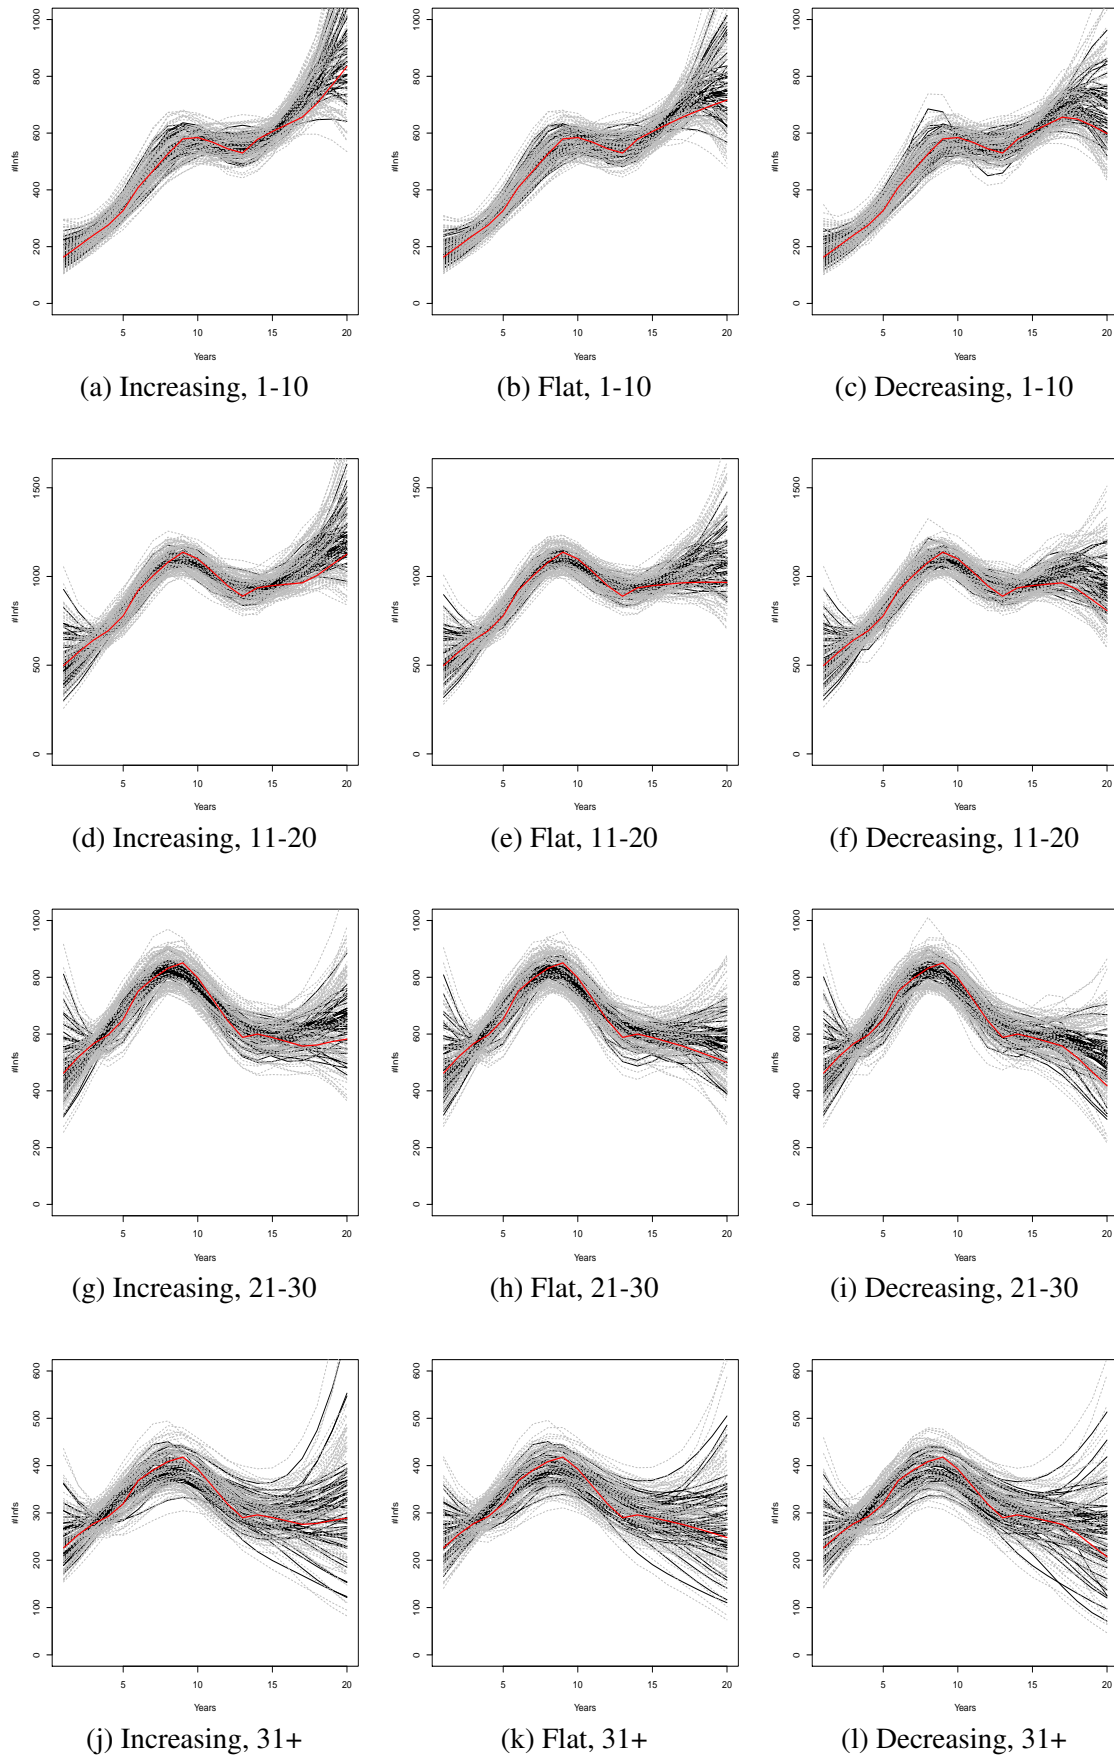 1000
800
600
400
200
0
#Infs
5 10 15 20
Years
(a) Increasing, 1-10
1000
800
600
400
200
0
#Infs
5 10 15 20
Years
(b) Flat, 1-10
1000
800
600
400
200
0
#Infs
5 10 15 20
Years
(c) Decreasing, 1-10
1500
1000
500
0
#Infs
5 10 15 20
Years
(d) Increasing, 11-20
1500
1000
500
0
#Infs
5 10 15 20
Years
(e) Flat, 11-20
1500
1000
500
0
#Infs
5 10 15 20
Years
(f) Decreasing, 11-20
1000
800
600
400
200
0
#Infs
5 10 15 20
Years
(g) Increasing, 21-30
1000
800
600
400
200
0
#Infs
5 10 15 20
Years
(h) Flat, 21-30
1000
800
600
400
200
0
#Infs
5 10 15 20
Years
(i) Decreasing, 21-30
600
500
400
300
200
100
0
#Infs
5 10 15 20
Years
(j) Increasing, 31+
600
500
400
300
200
100
0
#Infs
5 10 15 20
Years
(k) Flat, 31+
600
500
400
300
200
100
0
#Infs
5 10 15 20
Years
(l) Decreasing, 31+